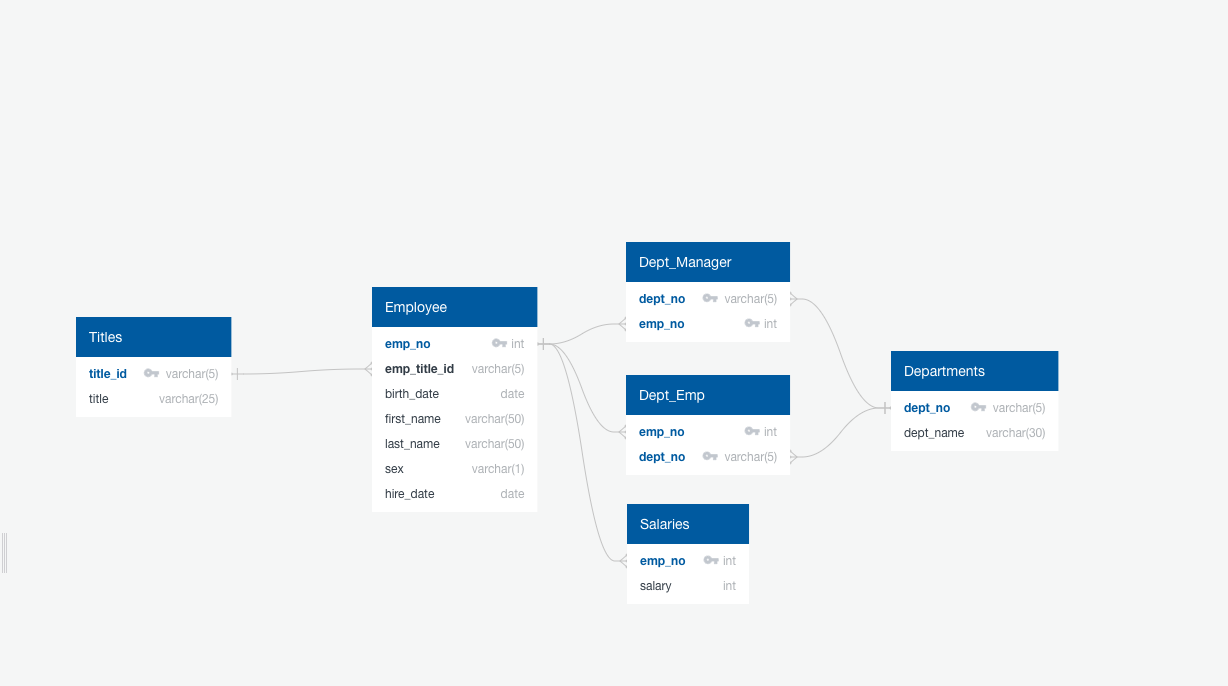 Titles
title_id varchar(5)
title varchar(25)
Employee
emp_no int
emp_title_id varchar(5)
birth_date date
first_name varchar(50)
last_name varchar(50)
sex varchar(1)
hire_date date
Dept_Manager
dept_no varchar(5)
emp_no int
Dept_Emp
emp_no int
dept_no varchar(5)
Salaries
emp_no int
salary int
Departments
dept_no varchar(5)
dept_name varchar(30)